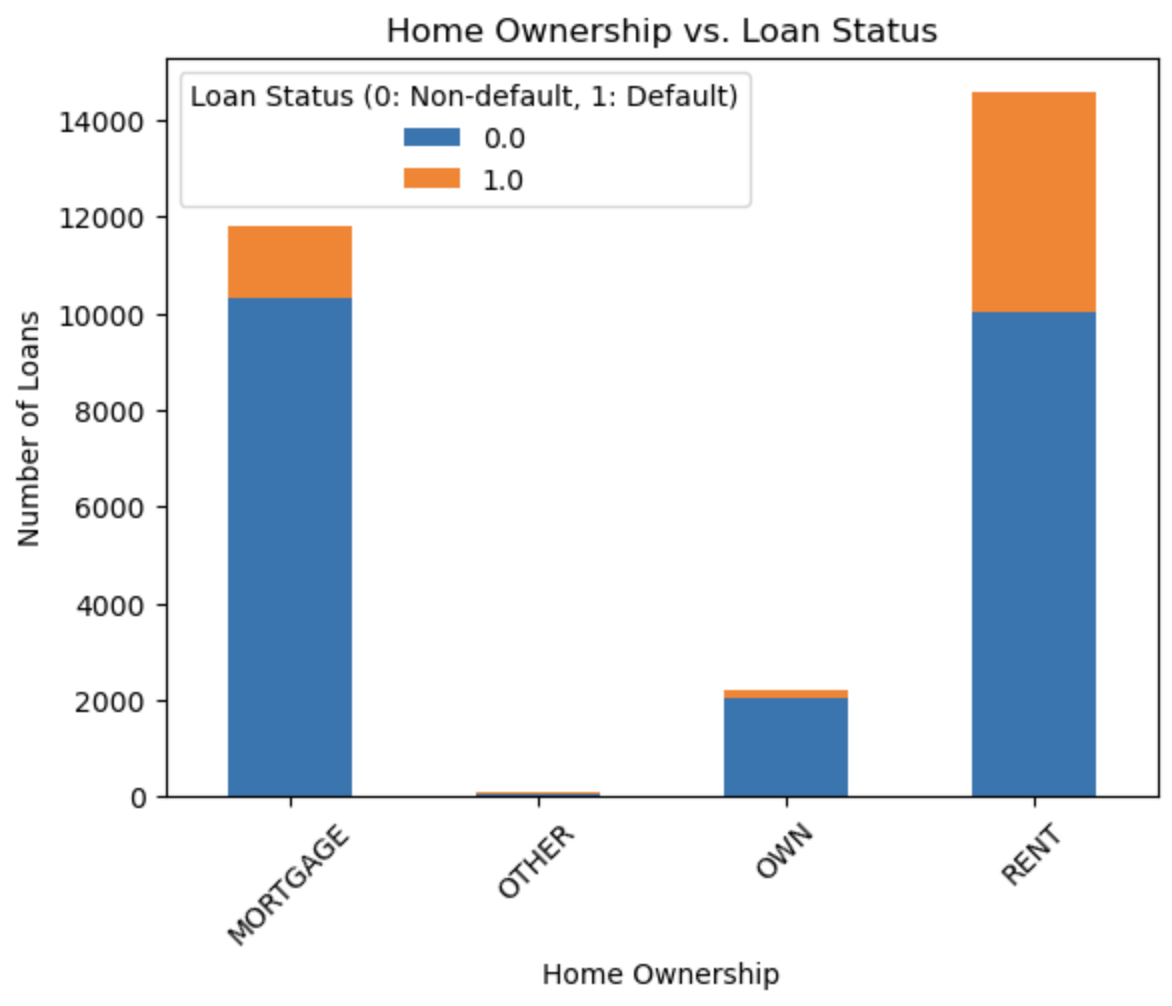 Home Ownership vs. Loan Status
Loan Status (0: Non-default, 1: Default)
0.0
1.0
Number of Loans
14000
12000
10000
8000
6000
4000
2000
0
MORTGAGE
OTHER
OWN
RENT
Home Ownership